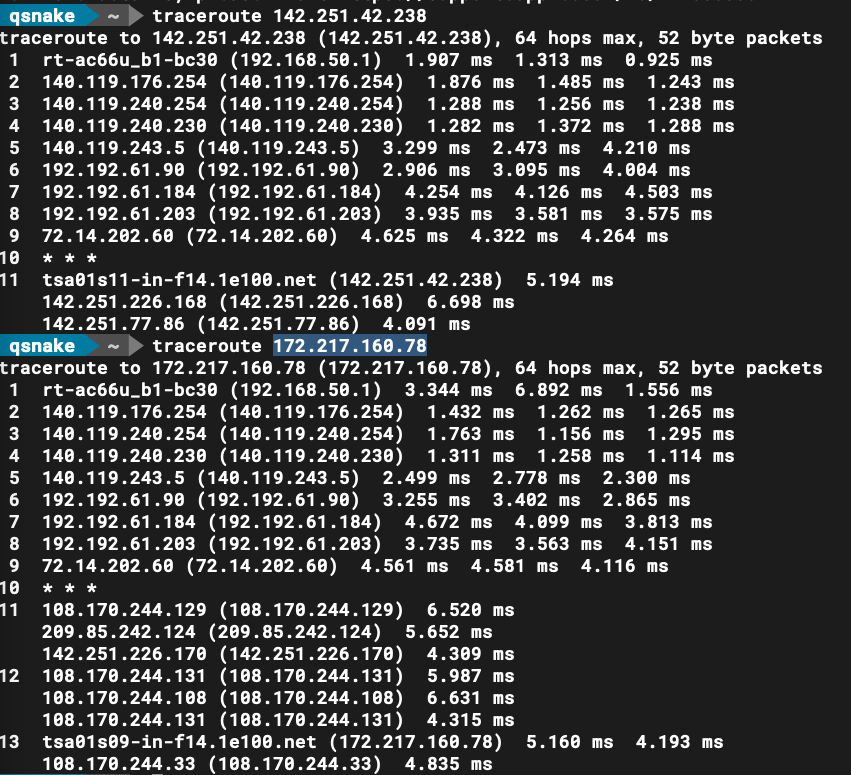 qsnake ~ traceroute 142.251.42.238
traceroute to 142.251.42.238 (142.251.42.238), 64 hops max, 52 byte packets
1 rt-ac66u_b1-bc30 (192.168.50.1) 1.907 ms 1.313 ms 0.925 ms
2 140.119.176.254 (140.119.176.254) 1.876 ms 1.485 ms 1.243 ms
3 140.119.240.254 (140.119.240.254) 1.288 ms 1.256 ms 1.238 ms
4 140.119.240.230 (140.119.240.230) 1.282 ms 1.372 ms 1.288 ms
5 140.119.243.5 (140.119.243.5) 3.299 ms 2.473 ms 4.210 ms
6 192.192.61.90 (192.192.61.90) 2.906 ms 3.095 ms 4.004 ms
7 192.192.61.184 (192.192.61.184) 4.254 ms 4.126 ms 4.503 ms
8 192.192.61.203 (192.192.61.203) 3.935 ms 3.581 ms 3.575 ms
9 72.14.202.60 (72.14.202.60) 4.625 ms 4.322 ms 4.264 ms
10 * * *
11 tsa01s11-in-f14.1e100.net (142.251.42.238) 5.194 ms
142.251.226.168 (142.251.226.168) 6.698 ms
142.251.77.86 (142.251.77.86) 4.091 ms
qsnake ~ traceroute 172.217.160.78
traceroute to 172.217.160.78 (172.217.160.78), 64 hops max, 52 byte packets
1 rt-ac66u_b1-bc30 (192.168.50.1) 3.344 ms 6.892 ms 1.556 ms
2 140.119.176.254 (140.119.176.254) 1.432 ms 1.262 ms 1.265 ms
3 140.119.240.254 (140.119.240.254) 1.763 ms 1.156 ms 1.295 ms
4 140.119.240.230 (140.119.240.230) 1.311 ms 1.258 ms 1.114 ms
5 140.119.243.5 (140.119.243.5) 2.499 ms 2.778 ms 2.300 ms
6 192.192.61.90 (192.192.61.90) 3.255 ms 3.402 ms 2.865 ms
7 192.192.61.184 (192.192.61.184) 4.672 ms 4.099 ms 3.813 ms
8 192.192.61.203 (192.192.61.203) 3.735 ms 3.563 ms 4.151 ms
9 72.14.202.60 (72.14.202.60) 4.561 ms 4.581 ms 4.116 ms
10 * * *
11 108.170.244.129 (108.170.244.129) 6.520 ms
209.85.242.124 (209.85.242.124) 5.652 ms
142.251.226.170 (142.251.226.170) 4.309 ms
12 108.170.244.131 (108.170.244.131) 5.987 ms
108.170.244.108 (108.170.244.108) 6.631 ms
108.170.244.131 (108.170.244.131) 4.315 ms
13 tsa01s09-in-f14.1e100.net (172.217.160.78) 5.160 ms 4.193 ms
108.170.244.33 (108.170.244.33) 4.835 ms